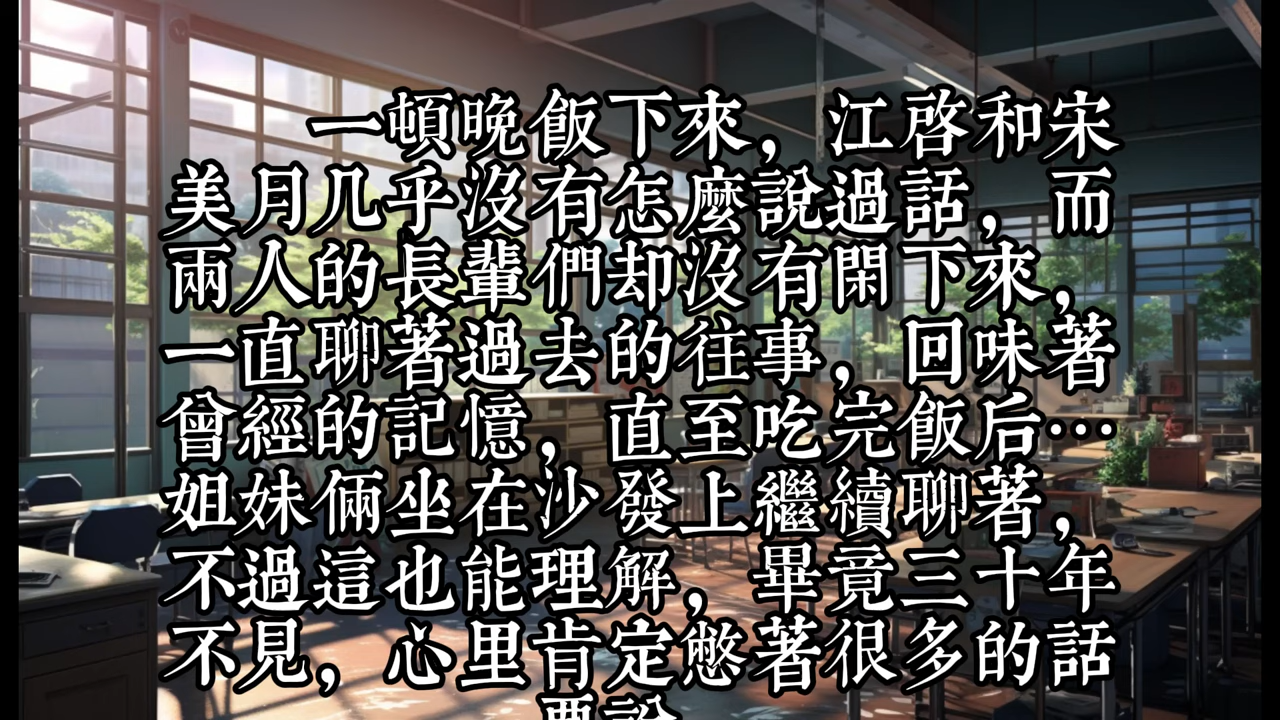 一頓晚飯下來，江啓和宋
美月几乎沒有怎麼說過話，而
兩人的長輩們却沒有閑下來，
一直聊著過去的往事，回味著
曾經的記憶，直至吃完飯后…
姐妹倆坐在沙發上繼續聊著，
不過這也能理解，畢竟三十年
不見，心里肯定憋著很多的話
要說